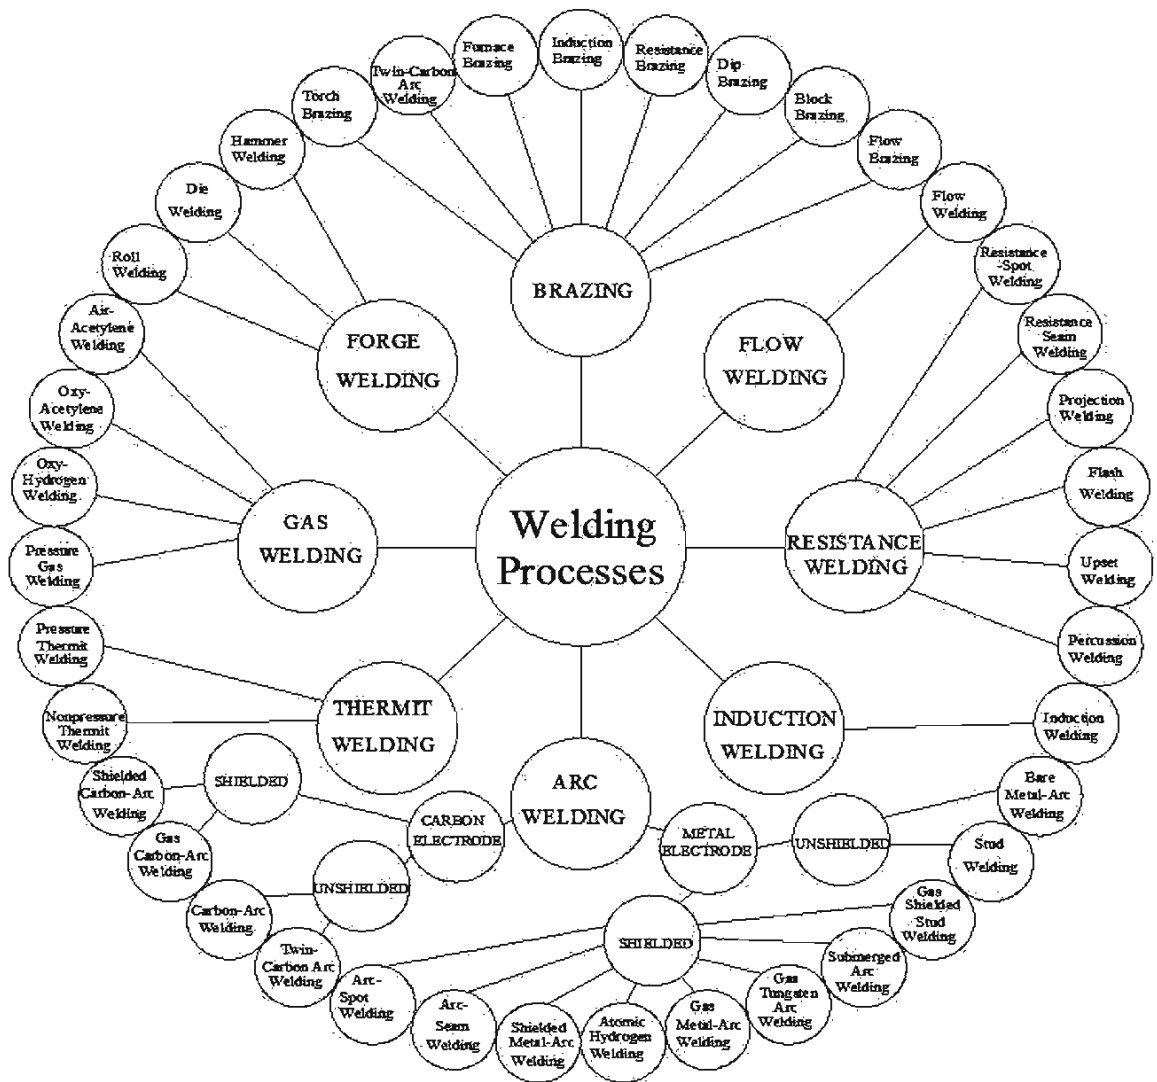 Furnace
Brazing
Induction
Brazing
Resistance
Brazing
Dip
Brazing
Twin-Carbon
Arc
Welding
Torch
Brazing
Block
Brazing
Hammer
Welding
Flow
Brazing
Die
Welding
Flow
Welding
Roll
Welding
Resistance
-Spot
Welding
BRAZING
Air-
Acetylene
Welding
FORGE
WELDING
FLOW
WELDING
Resistance
Seam
Welding
Oxy-
Acetylene
Welding
Projection
Welding
Oxy-
Hydrogen
Welding
Flash
Welding
GAS
WELDING
Welding
Processes
RESISTANCE
WELDING
Pressure
Gas
Welding
Upset
Welding
Pressure
Thermit
Welding
Percussion
Welding
Nonpressure
Thermit
Welding
THERMIT
WELDING
INDUCTION
WELDING
Induction
Welding
Shielded
Carbon-Arc
Welding
SHIELDED
ARC
WELDING
Bare
Metal-Arc
Welding
CARBON
ELECTRODE
METAL
ELECTRODE
UNSHIELDED
Gas
Carbon-Arc
Welding
Stud
Welding
UNSHIELDED
Carbon-Arc
Welding
Gas
Shielded
Stud
Welding
SHIELDED
Twin-
Carbon Arc
Welding
Submerged
Arc
Welding
Arc-
Spot
Welding
Gas
Tungsten
Arc
Welding
Arc-
Seam
Welding
Shielded
Metal-Arc
Welding
Atomic
Hydrogen
Welding
Gas
Metal-Arc
Welding